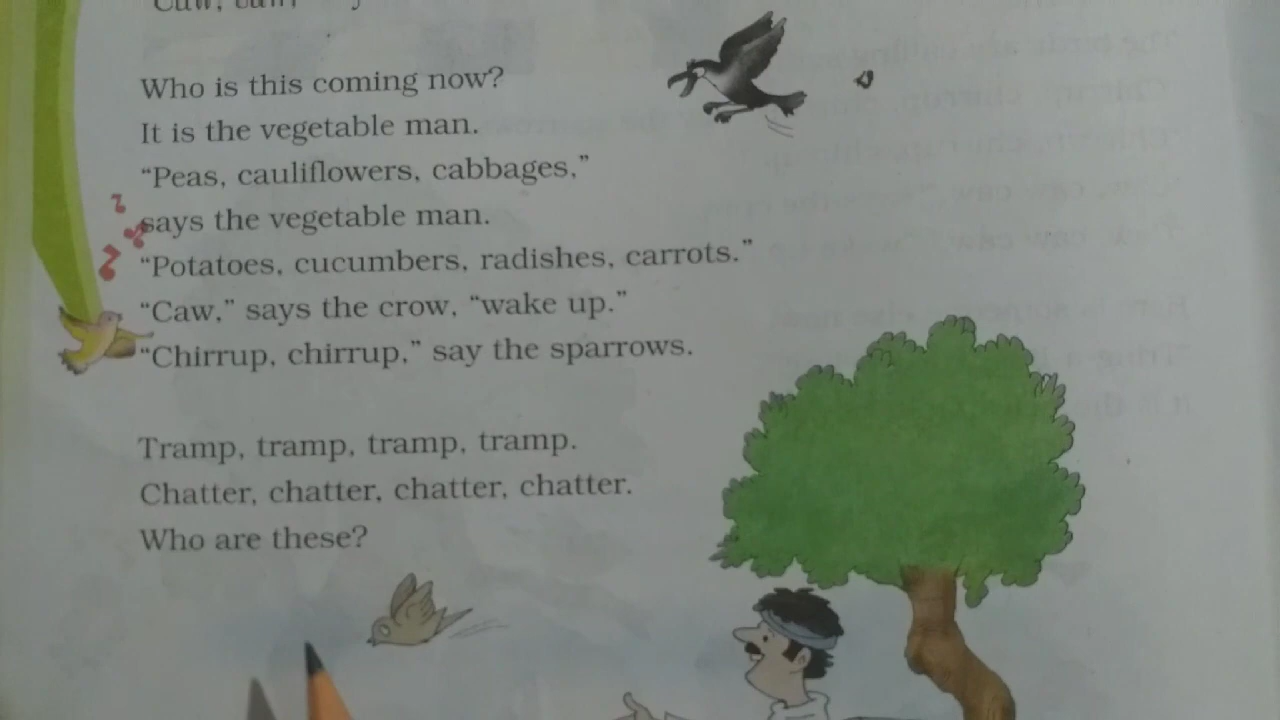 Who is this coming now?
It is the vegetable man.
“Peas, cauliflowers, cabbages,”
says the vegetable man.
“Potatoes, cucumbers, radishes, carrots.”
“Caw,” says the crow, “wake up.”
“Chirrup, chirrup,” say the sparrows.
Tramp, tramp, tramp, tramp.
Chatter, chatter, chatter, chatter.
Who are these?